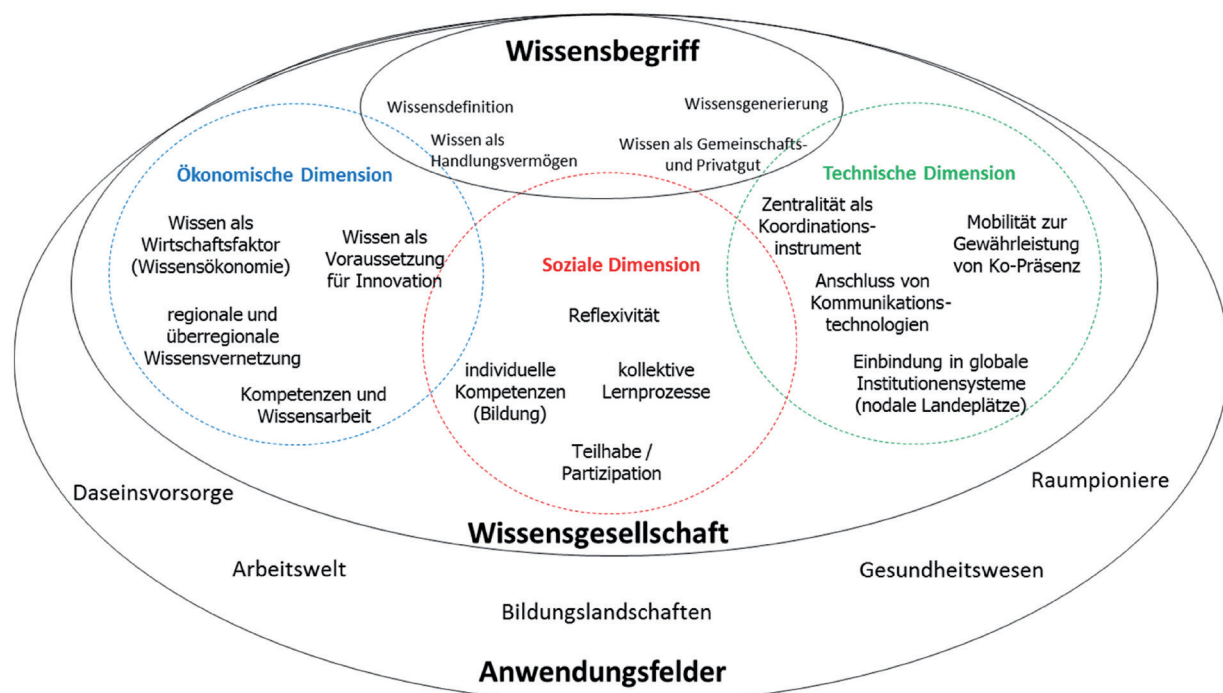 Wissensbegriff
Wissensdefinition
Wissensgenerierung
Wissen als
Handlungsvermögen
Wissen als Gemeinschafts-
und Privatgut
Ökonomische Dimension
Wissen als
Wirtschaftsfaktor
(Wissensökonomie)
Wissen als
Voraussetzung
für Innovation
regionale und
überregionale
Wissensvernetzung
Kompetenzen und
Wissensarbeit
Soziale Dimension
Reflexivität
individuelle
Kompetenzen
(Bildung)
kollektive
Lernprozesse
Teilhabe /
Partizipation
Technische Dimension
Zentralität als
Koordinations-
instrument
Mobilität zur
Gewährleistung
von Ko-Präsenz
Anschluss von
Kommunikations-
technologien
Einbindung in globale
Institutionensysteme
(nodale Landeplätze)
Wissensgesellschaft
Daseinsvorsorge
Arbeitswelt
Bildungslandschaften
Gesundheitswesen
Raumpioniere
Anwendungsfelder